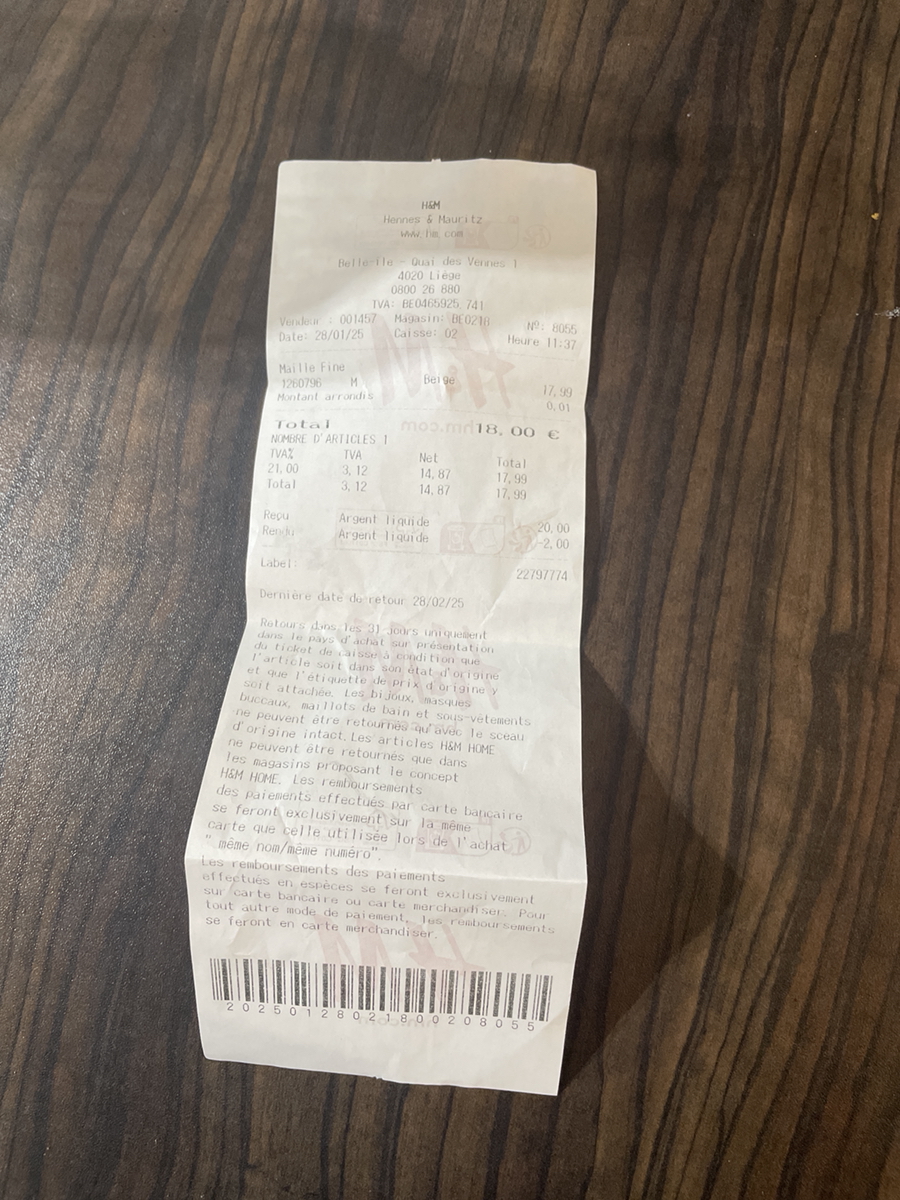 H&M
Hennes & Mauritz
www.hm.com
Belle-Ile - Quai des Vennes 1
4020 Liège
0800 26 880
TVA: BE0465925 741
Vendeur : 001457 Magasin: BE0218 Nº: 8055
Date: 28/01/25 Caisse: 02 Heure 11:37
Maille Fine
1260796 M Beige 17,99
Montant arrondis 0,01
Total 18,00 €
NOMBRE D'ARTICLES 1
TVA% TVA Net Total
21,00 3,12 14,87 17,99
Total 3,12 14,87 17,99
Reçu Argent liquide 20,00
Rendu Argent liquide -2,00
Label: 22797774
Dernière date de retour 28/02/25
Retours dans les 31 jours uniquement
dans le pays d'achat sur présentation
du ticket de caisse à condition que
l'article soit dans son état d'origine
et que l'étiquette de prix d'origine y
soit attachée. Les bijoux, masques
buccaux, maillots de bain et sous-vêtements
ne peuvent être retournés qu'avec le sceau
d'origine intact. Les articles H&M HOME
ne peuvent être retournés que dans
les magasins proposant le concept
H&M HOME. Les remboursements
des paiements effectués par carte bancaire
se feront exclusivement sur la même
carte que celle utilisée lors de l'achat
" même nom/même numéro".
Les remboursements des paiements
effectués en espèces se feront exclusivement
sur carte bancaire ou carte merchandiser. Pour
tout autre mode de paiement, les remboursements
se feront en carte merchandiser.
20250128021800208055